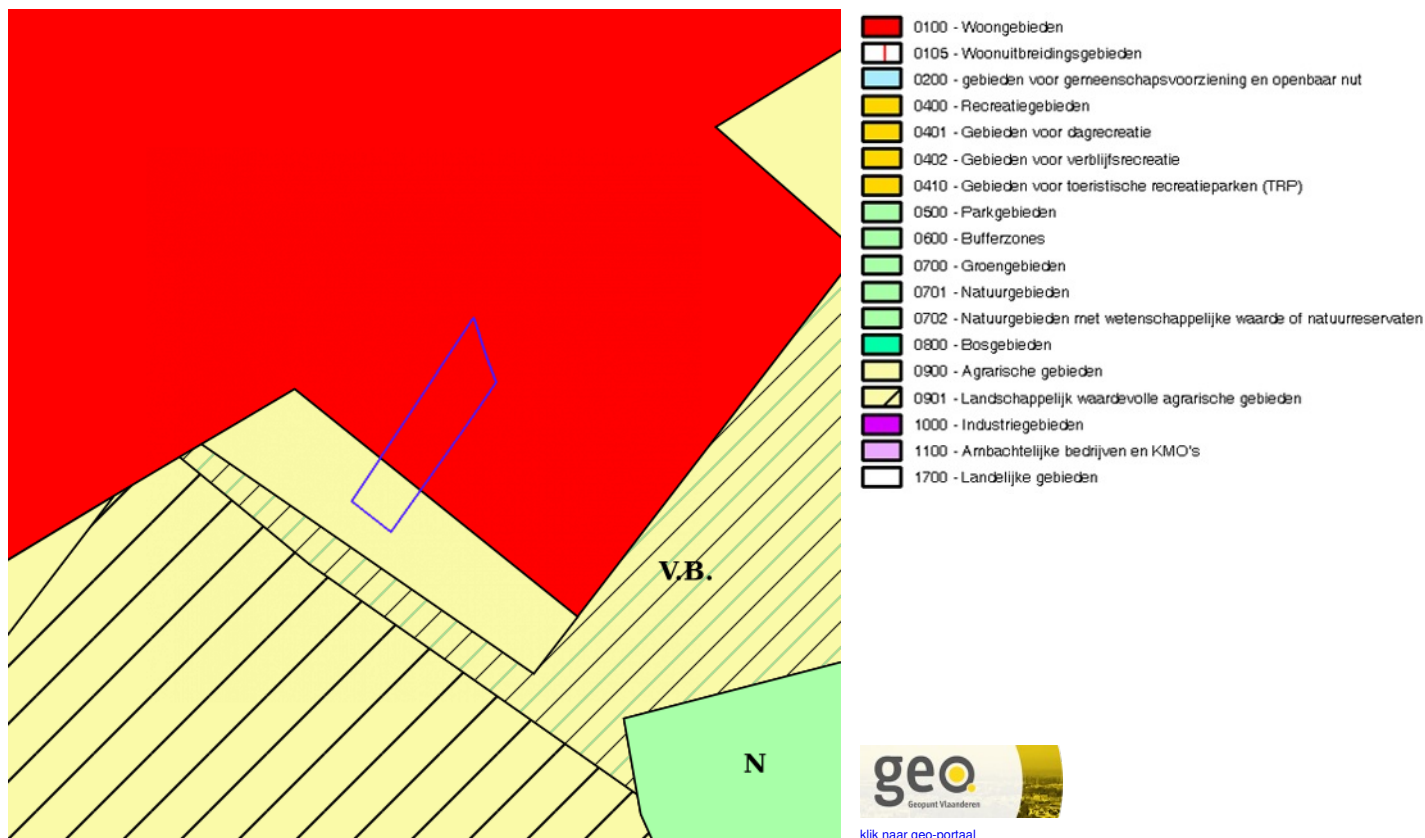 V.B.
N
0100 - Woongebieden
0105 - Woonuitbreidingsgebieden
0200 - gebieden voor gemeenschapsvoorziening en openbaar nut
0400 - Recreatiegebieden
0401 - Gebieden voor dagrecreatie
0402 - Gebieden voor verblijfsrecreatie
0410 - Gebieden voor toeristische recreatieparken (TRP)
0500 - Parkgebieden
0600 - Bufferzones
0700 - Groengebieden
0701 - Natuurgebieden
0702 - Natuurgebieden met wetenschappelijke waarde of natuurreservaten
0800 - Bosgebieden
0900 - Agrarische gebieden
0901 - Landschappelijk waardevolle agrarische gebieden
1000 - Industriegebieden
1100 - Ambachtelijke bedrijven en KMO's
1700 - Landelijke gebieden
geo.
Geopunt Vlaanderen
klik naar geo-portaal